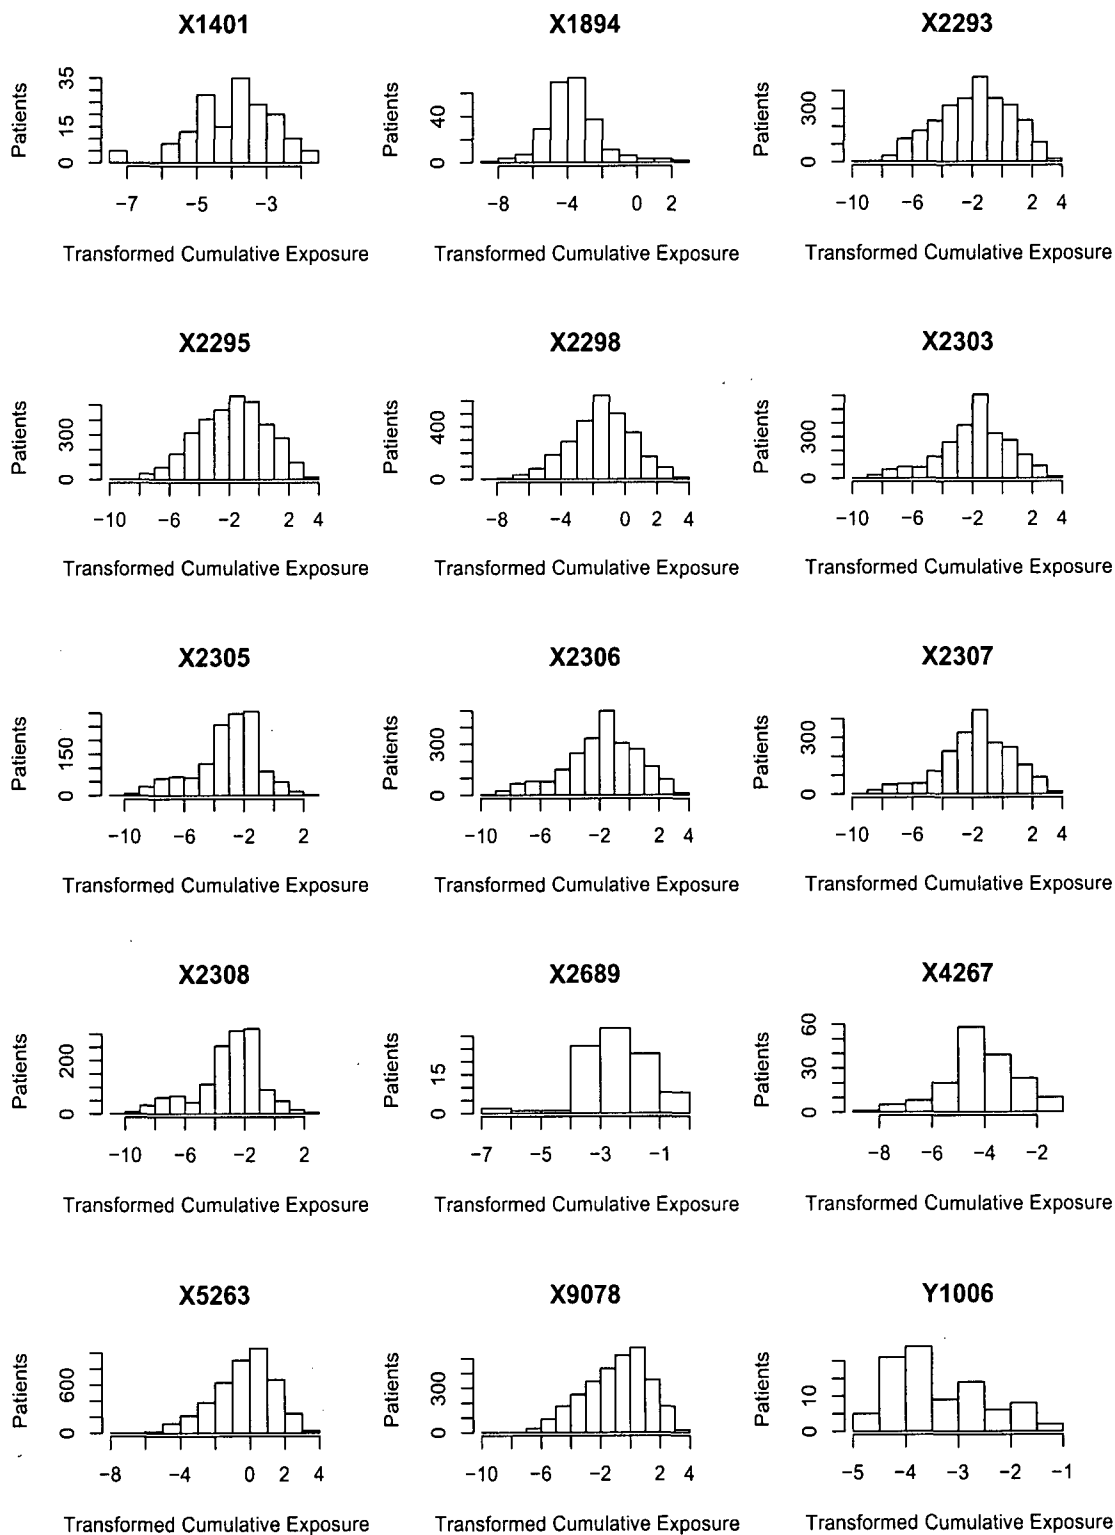 X1401 X1894 X2293
Patients 0 15 35 Patients 0 40 Patients 0 300
−7 −5 −3 −8 −4 0 2 −10 −6 −2 2 4
Transformed Cumulative Exposure Transformed Cumulative Exposure Transformed Cumulative Exposure
X2295 X2298 X2303
Patients 0 300 Patients 0 400 Patients 0 300
−10 −6 −2 2 4 −8 −4 0 2 4 −10 −6 −2 2 4
Transformed Cumulative Exposure Transformed Cumulative Exposure Transformed Cumulative Exposure
X2305 X2306 X2307
Patients 0 150 Patients 0 300 Patients 0 300
−10 −6 −2 2 −10 −6 −2 2 4 −10 −6 −2 2 4
Transformed Cumulative Exposure Transformed Cumulative Exposure Transformed Cumulative Exposure
X2308 X2689 X4267
Patients 0 200 Patients 0 15 Patients 0 30 60
−10 −6 −2 2 −7 −5 −3 −1 −8 −6 −4 −2
Transformed Cumulative Exposure Transformed Cumulative Exposure Transformed Cumulative Exposure
X5263 X9078 Y1006
Patients 0 600 Patients 0 300 Patients 0 10
−8 −4 0 2 4 −10 −6 −2 2 4 −5 −4 −3 −2 −1
Transformed Cumulative Exposure Transformed Cumulative Exposure Transformed Cumulative Exposure